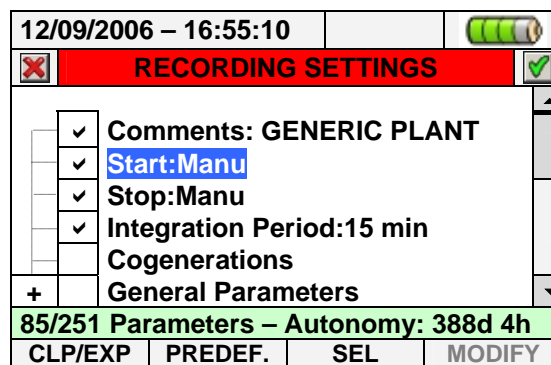 12/09/2006 – 16:55:10
RECORDING SETTINGS
Comments: GENERIC PLANT
Start:Manu
Stop:Manu
Integration Period:15 min
Cogenerations
+ General Parameters
85/251 Parameters – Autonomy: 388d 4h
CLP/EXP PREDEF. SEL MODIFY